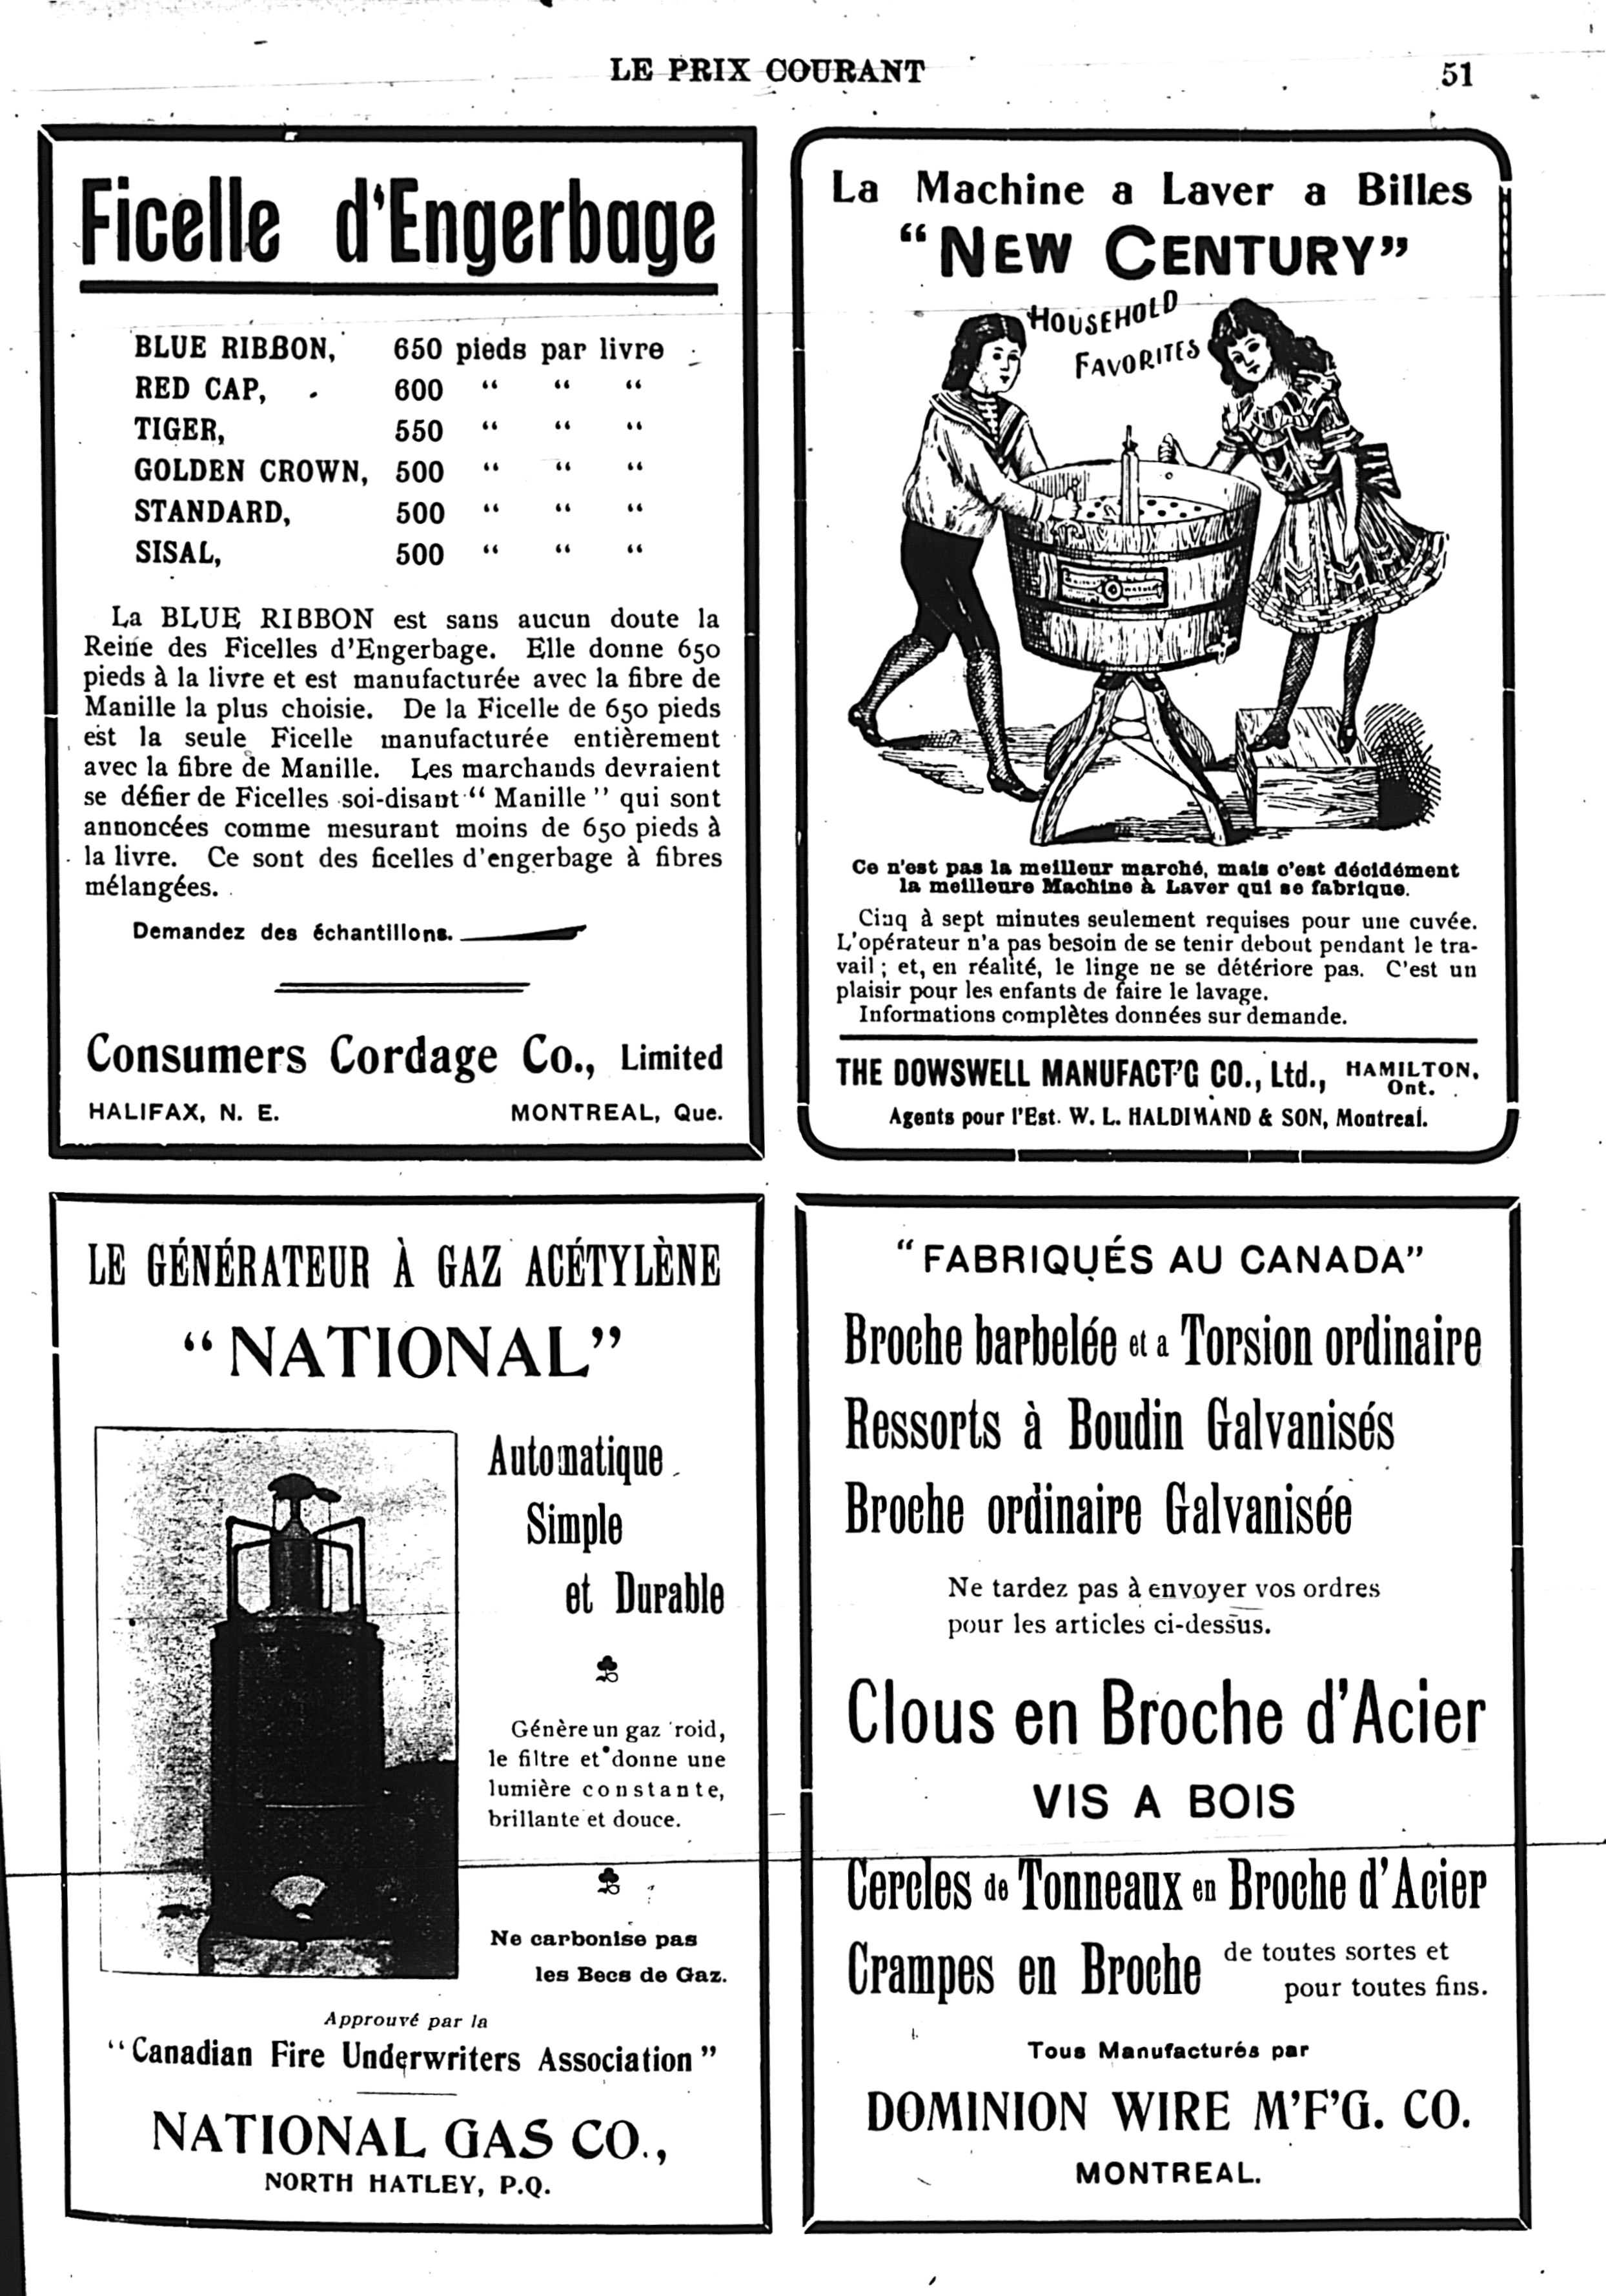 LE PRIX COURANT
51
Ficelle d'Engerbage
BLUE RIBBON, 650 pieds par livre
RED CAP, 600 " " "
TIGER, 550 " " "
GOLDEN CROWN, 500 " " "
STANDARD, 500 " " "
SISAL, 500 " " "
La BLUE RIBBON est sans aucun doute la
Reine des Ficelles d'Engerbage. Elle donne 650
pieds à la livre et est manufacturée avec la fibre de
Manille la plus choisie. De la Ficelle de 650 pieds
est la seule Ficelle manufacturée entièrement
avec la fibre de Manille. Les marchands devraient
se défier de Ficelles soi-disant "Manille" qui sont
annoncées comme mesurant moins de 650 pieds à
la livre. Ce sont des ficelles d'engerbage à fibres
mélangées.
Demandez des échantillons.
Consumers Cordage Co., Limited
HALIFAX, N. E. MONTREAL, Que.
La Machine a Laver a Billes
"NEW CENTURY"
HOUSEHOLD
FAVORITES
Ce n'est pas la meilleur marché, mais c'est décidément
la meilleure Machine à Laver qui se fabrique.
Cinq à sept minutes seulement requises pour une cuvée.
L'opérateur n'a pas besoin de se tenir debout pendant le tra-
vail ; et, en réalité, le linge ne se détériore pas. C'est un
plaisir pour les enfants de faire le lavage.
Informations complètes données sur demande.
THE DOWSWELL MANUFACT'G CO., Ltd., HAMILTON, Ont.
Agents pour l'Est. W. L. HALDIMAND & SON, Montreal.
LE GÉNÉRATEUR À GAZ ACÉTYLÈNE
"NATIONAL"
Automatique
Simple
et Durable
Génère un gaz roid,
le filtre et donne une
lumière constante,
brillante et douce.
Ne carbonise pas
les Becs de Gaz.
Approuvé par la
"Canadian Fire Underwriters Association"
NATIONAL GAS CO.,
NORTH HATLEY, P.Q.
"FABRIQUÉS AU CANADA"
Broche barbelée et a Torsion ordinaire
Ressorts à Boudin Galvanisés
Broche ordinaire Galvanisée
Ne tardez pas à envoyer vos ordres
pour les articles ci-dessus.
Clous en Broche d'Acier
VIS A BOIS
Cercles de Tonneaux en Broche d'Acier
Crampes en Broche de toutes sortes et
pour toutes fins.
Tous Manufacturés par
DOMINION WIRE M'F'G. CO.
MONTREAL.